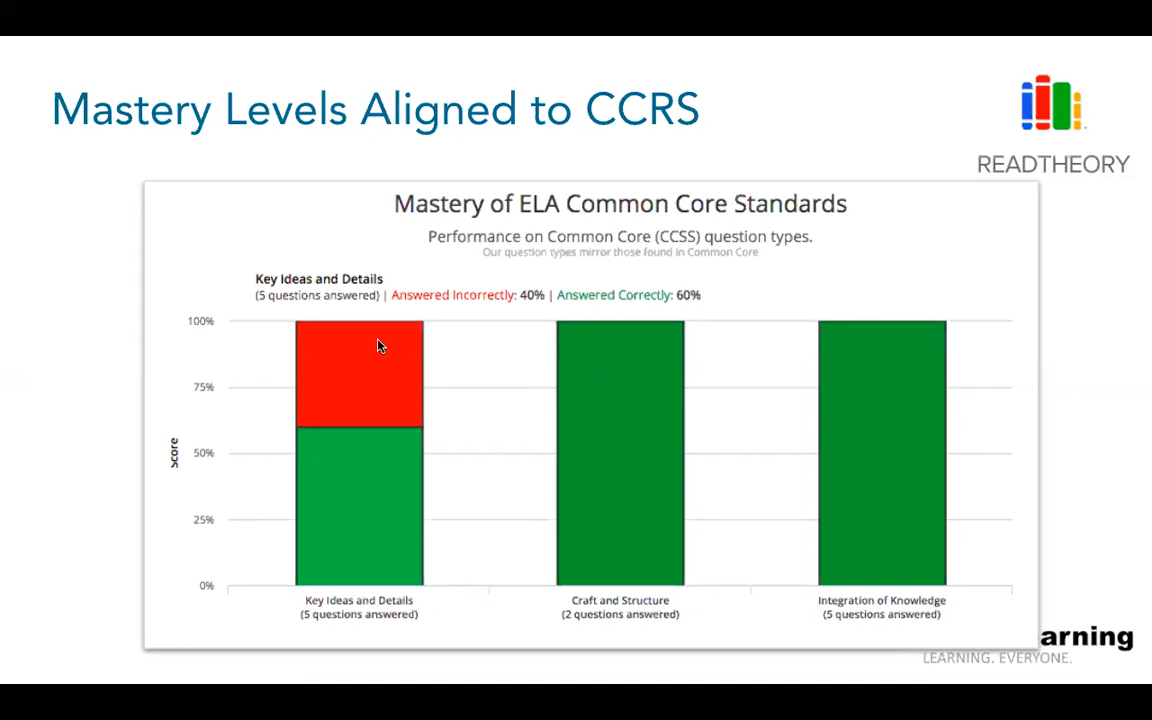 Mastery Levels Aligned to CCRS
READTHEORY
Mastery of ELA Common Core Standards
Performance on Common Core (CCSS) question types.
Our question types mirror those found in Common Core
Key Ideas and Details
(5 questions answered) | Answered Incorrectly: 40% | Answered Correctly: 60%
100%
75%
50%
25%
0%
Score
Key Ideas and Details
(5 questions answered)
Craft and Structure
(2 questions answered)
Integration of Knowledge
(5 questions answered)
arning
LEARNING. EVERYONE.